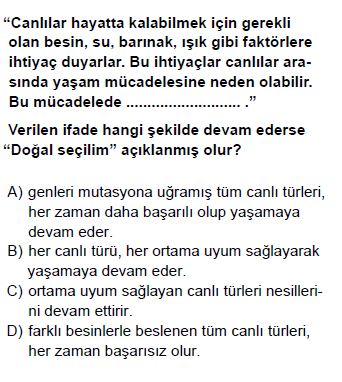 “Canlılar hayatta kalabilmek için gerekli
olan besin, su, barınak, ışık gibi faktörlere
ihtiyaç duyarlar. Bu ihtiyaçlar canlılar ara-
sında yaşam mücadelesine neden olabilir.
Bu mücadelede ........................... .”
Verilen ifade hangi şekilde devam ederse
“Doğal seçilim” açıklanmış olur?
A) genleri mutasyona uğramış tüm canlı türleri,
her zaman daha başarılı olup yaşamaya
devam eder.
B) her canlı türü, her ortama uyum sağlayarak
yaşamaya devam eder.
C) ortama uyum sağlayan canlı türleri nesilleri-
ni devam ettirir.
D) farklı besinlerle beslenen tüm canlı türleri,
her zaman başarısız olur.